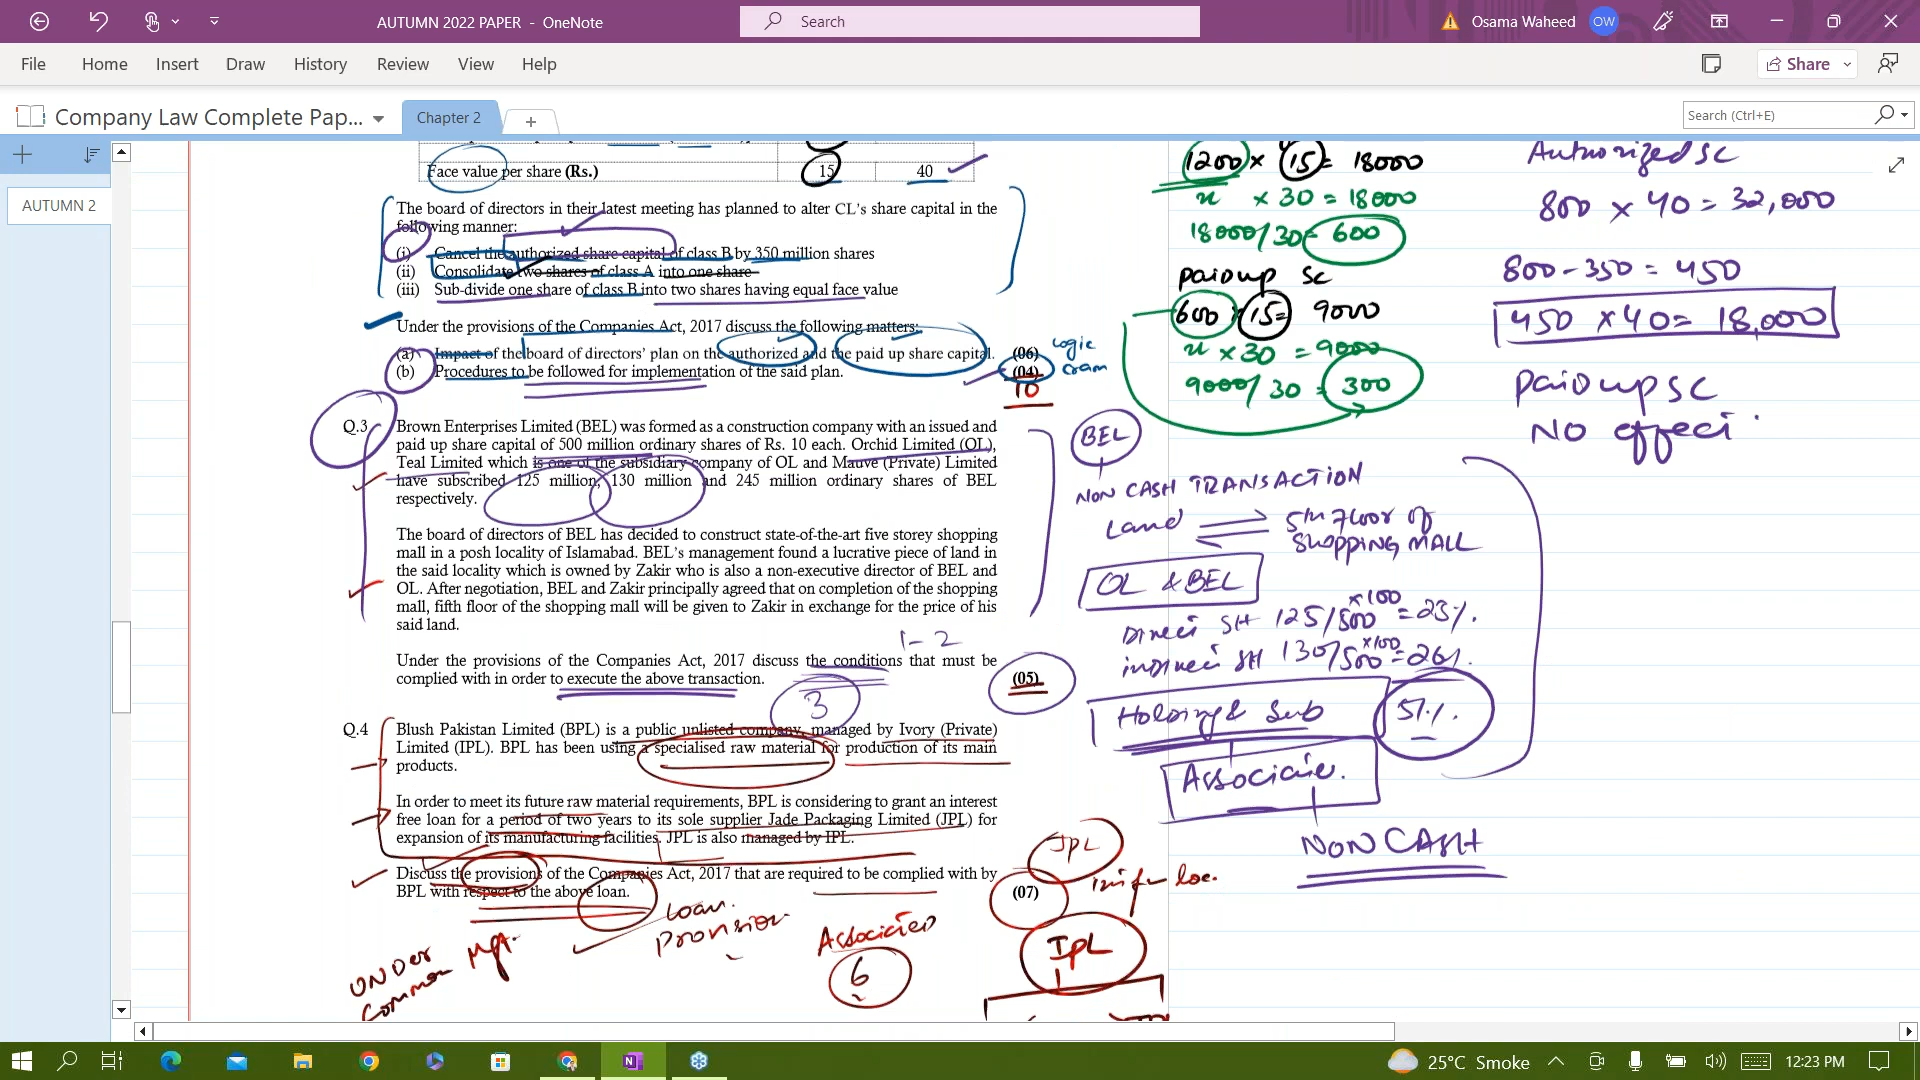 AUTUMN 2022 PAPER - OneNote
Search
Osama Waheed
OW
File
Home
Insert
Draw
History
Review
View
Help
Share
Company Law Complete Pap...
Chapter 2
Search (Ctrl+E)
AUTUMN 2
Face value per share (Rs.) 15 40
The board of directors in their latest meeting has planned to alter CL's share capital in the
following manner:
(i) Cancel the authorized share capital of class B by 350 million shares
(ii) Consolidate two shares of class A into one share
(iii) Sub-divide one share of class B into two shares having equal face value
Under the provisions of the Companies Act, 2017 discuss the following matters:
(a) Impact of the board of directors' plan on the authorized and the paid up share capital. (06)
(b) Procedures to be followed for implementation of the said plan. (04)
logic
cram
10
Q.3 Brown Enterprises Limited (BEL) was formed as a construction company with an issued and
paid up share capital of 500 million ordinary shares of Rs. 10 each. Orchid Limited (OL),
Teal Limited which is one of the subsidiary company of OL and Mauve (Private) Limited
have subscribed 125 million, 130 million and 245 million ordinary shares of BEL
respectively.
The board of directors of BEL has decided to construct state-of-the-art five storey shopping
mall in a posh locality of Islamabad. BEL's management found a lucrative piece of land in
the said locality which is owned by Zakir who is also a non-executive director of BEL and
OL. After negotiation, BEL and Zakir principally agreed that on completion of the shopping
mall, fifth floor of the shopping mall will be given to Zakir in exchange for the price of his
said land.
1-2
Under the provisions of the Companies Act, 2017 discuss the conditions that must be
complied with in order to execute the above transaction. (05)
3
Q.4 Blush Pakistan Limited (BPL) is a public unlisted company, managed by Ivory (Private)
Limited (IPL). BPL has been using a specialised raw material for production of its main
products.
In order to meet its future raw material requirements, BPL is considering to grant an interest
free loan for a period of two years to its sole supplier Jade Packaging Limited (JPL) for
expansion of its manufacturing facilities. JPL is also managed by IPL.
Discuss the provisions of the Companies Act, 2017 that are required to be complied with by
BPL with respect to the above loan. (07)
loan.
Provision
UNDer
Common
Mgt.
Associated
6
JPL
IPL
1200 x 15 = 18000
x 30 = 18000
18000/30 = 600
paid up SC
600 15 = 9000
x 30 = 9000
9000/30 = 300
Authorized SC
800 x 40 = 32,000
800 - 350 = 450
450 x 40 = 18,000
paid up SC
NO effect
BEL
NON CASH TRANSACTION
Land
5th floor of
SHOPPING MALL
OL & BEL
Direct SH 125/500 x100 = 25%.
indirect SH 130/500 x100 = 26%.
Holding & Sub 51%.
Associate.
NON CASH
25°C Smoke
12:23 PM